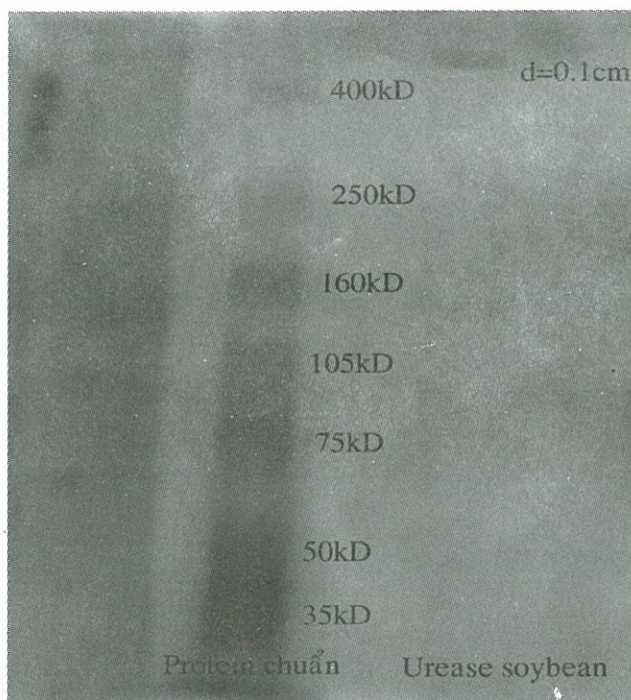 d=0.1cm
400kD
250kD
160kD
105kD
75kD
50kD
35kD
Protein chuẩn
Urease soybean